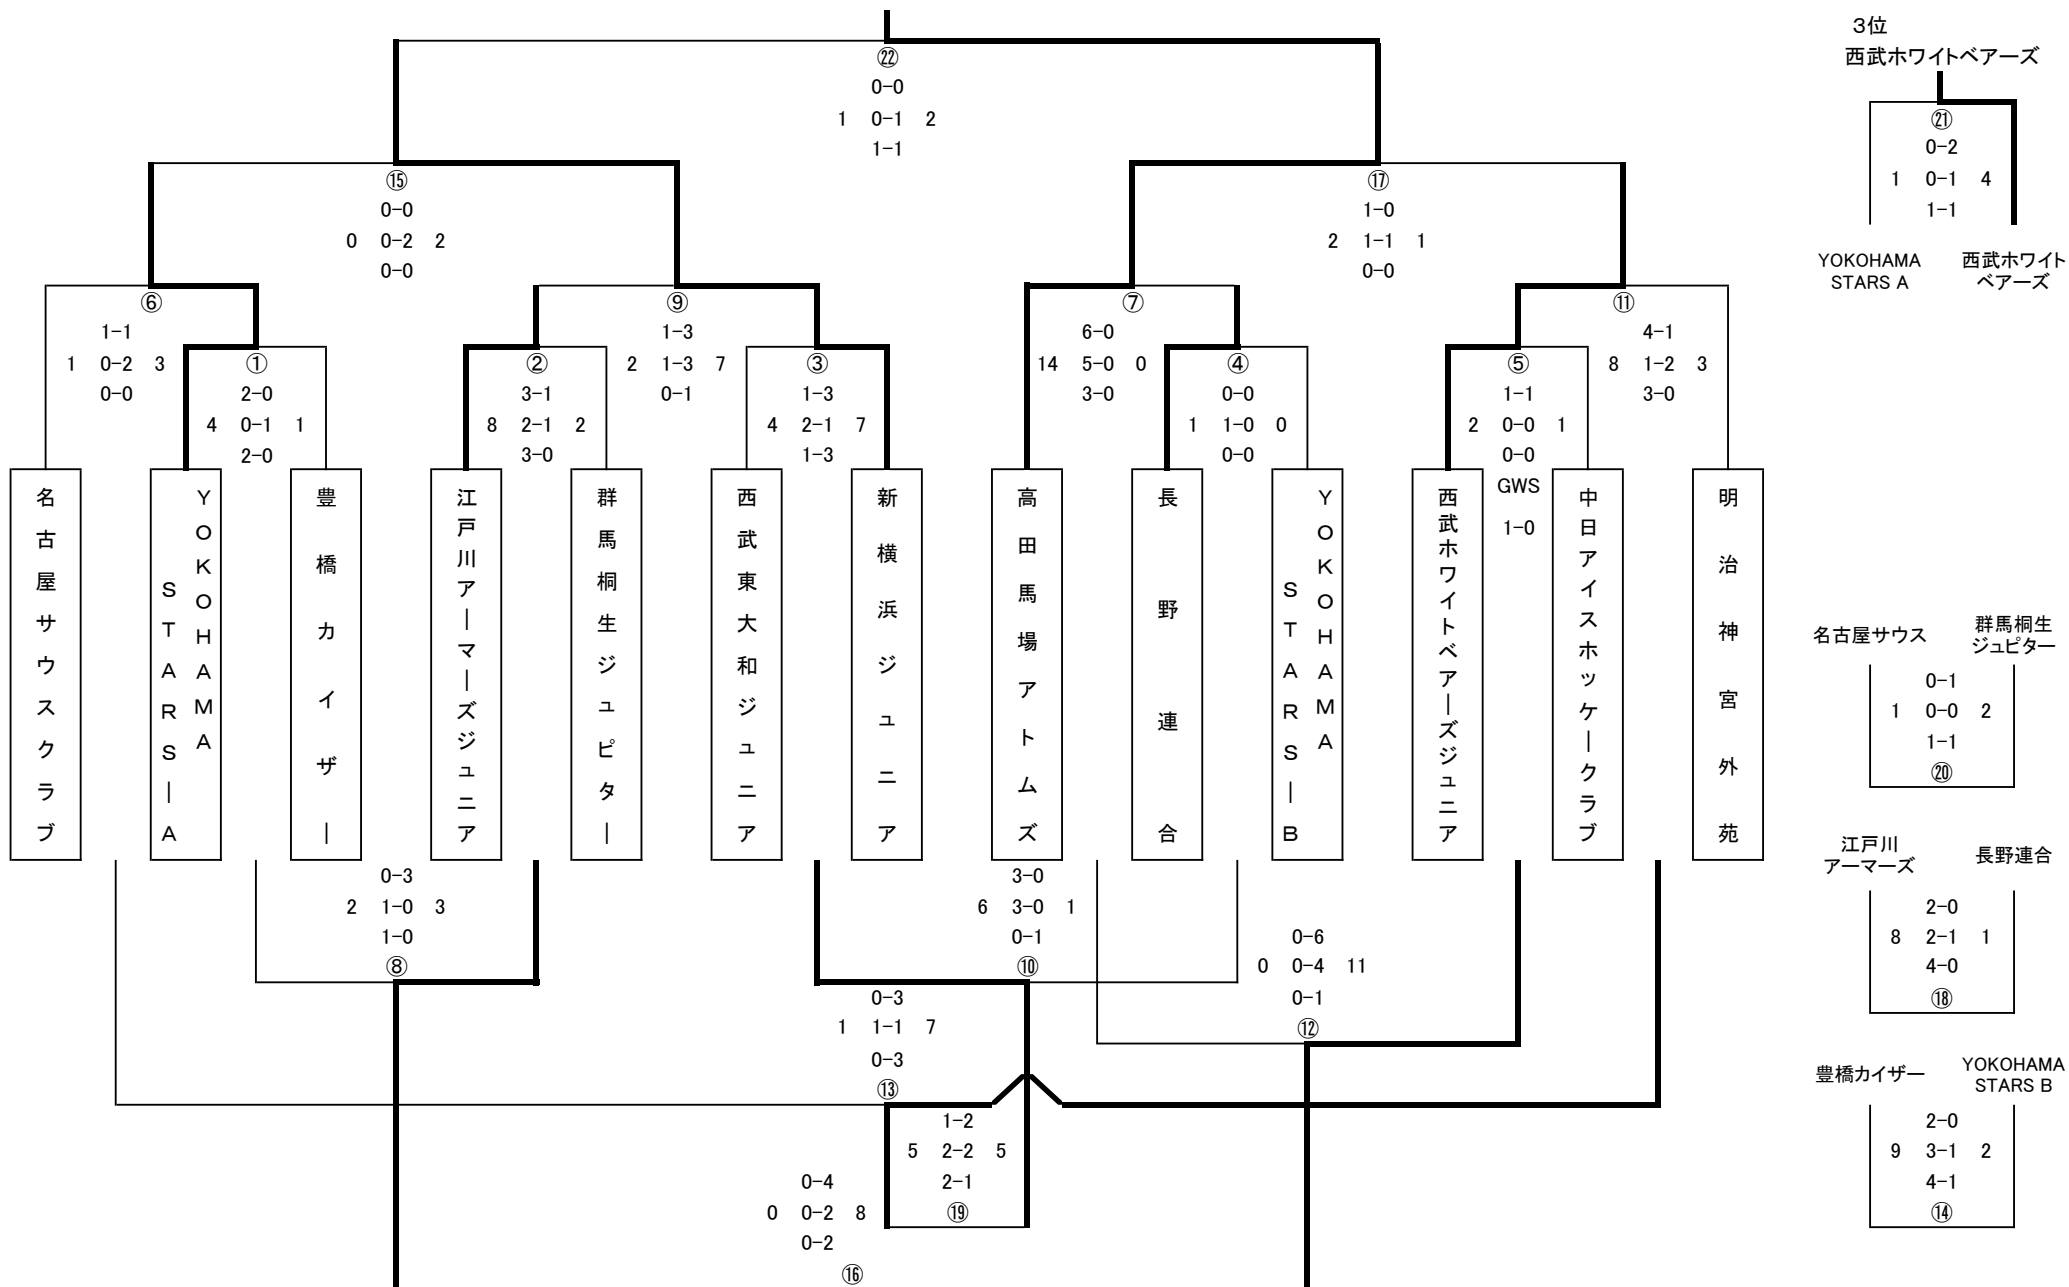 3位
西武ホワイトベアーズ
㉒
0-0
1 0-1 2
1-1
㉑
0-2
1 0-1 4
1-1
YOKOHAMA
STARS A
西武ホワイト
ベアーズ
⑮
0-0
0 0-2 2
0-0
⑰
1-0
2 1-1 1
0-0
⑥
1-1
1 0-2 3
0-0
⑨
1-3
2 1-3 7
0-1
⑦
6-0
14 5-0 0
3-0
⑪
4-1
8 1-2 3
3-0
①
2-0
4 0-1 1
2-0
②
3-1
8 2-1 2
3-0
③
1-3
4 2-1 7
1-3
④
0-0
1 1-0 0
0-0
⑤
1-1
2 0-0 1
0-0
GWS
1-0
名古屋サウスクラブ
YOKOHAMA
STARS-A
豊橋カイザー
江戸川アーマーズジュニア
群馬桐生ジュピター
西武東大和ジュニア
新横浜ジュニア
高田馬場アトムズ
長野連合
YOKOHAMA
STARS-B
西武ホワイトベアーズジュニア
中日アイスホッケークラブ
明治神宮外苑
0-3
2 1-0 3
1-0
⑧
3-0
6 3-0 1
0-1
⑩
0-6
0 0-4 11
0-1
⑫
0-3
1 1-1 7
0-3
⑬
1-2
5 2-2 5
2-1
⑲
0-4
0 0-2 8
0-2
⑯
名古屋サウス
群馬桐生
ジュピター
0-1
1 0-0 2
1-1
⑳
江戸川
アーマーズ
長野連合
2-0
8 2-1 1
4-0
⑱
豊橋カイザー
YOKOHAMA
STARS B
2-0
9 3-1 2
4-1
⑭